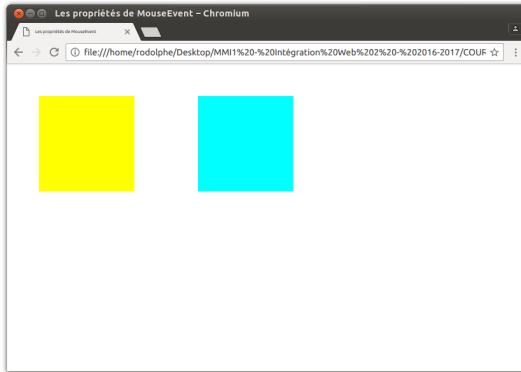 Les propriétés de MouseEvent – Chromium
Les propriétés de MouseEvent
file:///home/rodolphe/Desktop/MMI1%20-%20Intégration%20Web%202%20-%202016-2017/COUR